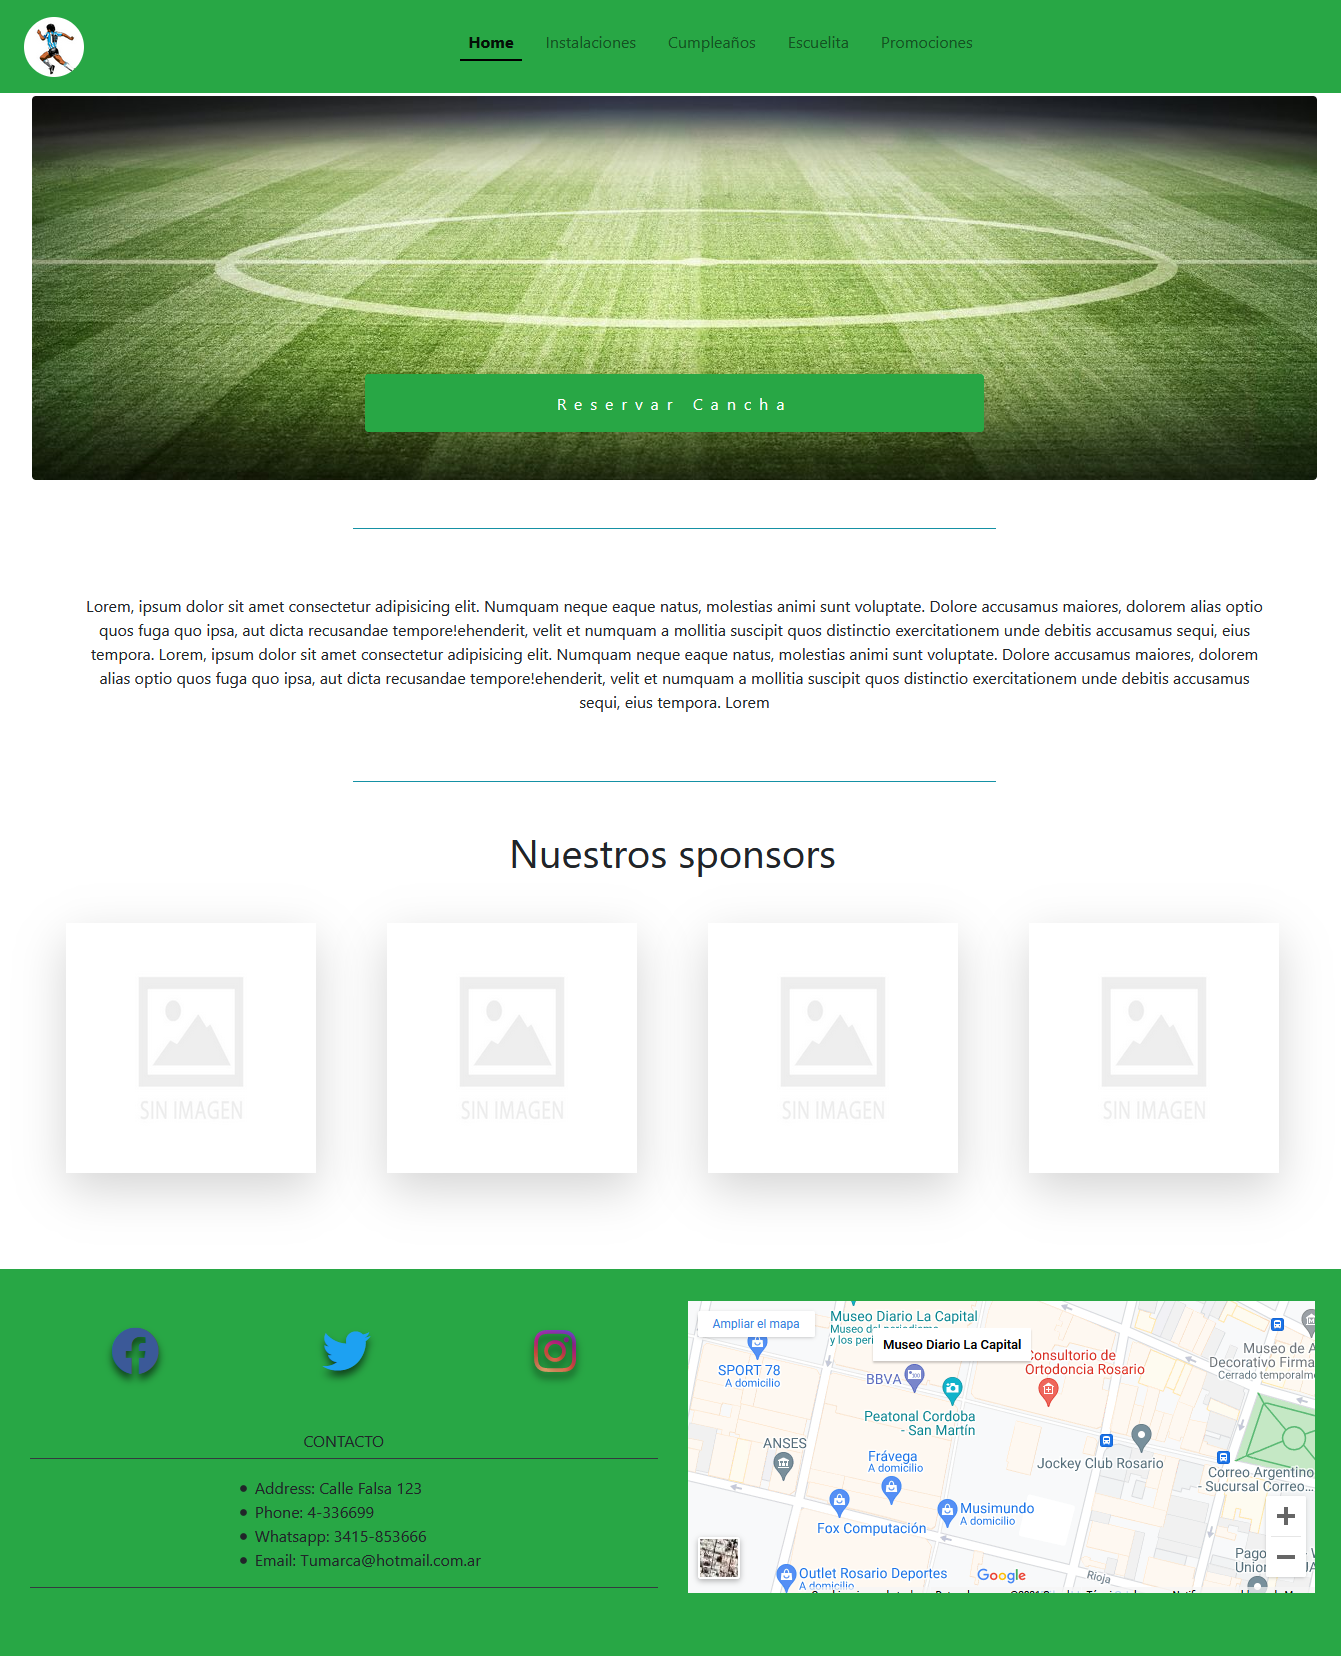 Home Instalaciones Cumpleaños Escuelita Promociones
Reservar Cancha
Lorem, ipsum dolor sit amet consectetur adipisicing elit. Numquam neque eaque natus, molestias animi sunt voluptate. Dolore accusamus maiores, dolorem alias optio
quos fuga quo ipsa, aut dicta recusandae tempore!ehenderit, velit et numquam a mollitia suscipit quos distinctio exercitationem unde debitis accusamus sequi, eius
tempora. Lorem, ipsum dolor sit amet consectetur adipisicing elit. Numquam neque eaque natus, molestias animi sunt voluptate. Dolore accusamus maiores, dolorem
alias optio quos fuga quo ipsa, aut dicta recusandae tempore!ehenderit, velit et numquam a mollitia suscipit quos distinctio exercitationem unde debitis accusamus
sequi, eius tempora. Lorem
Nuestros sponsors
SIN IMAGEN SIN IMAGEN SIN IMAGEN SIN IMAGEN
CONTACTO
Address: Calle Falsa 123
Phone: 4-336699
Whatsapp: 3415-853666
Email: Tumarca@hotmail.com.ar
Ampliar el mapa
Museo Diario La Capital
Museo del periodismo
y los peri
Museo Diario La Capital
SPORT 78
A domicilio
BBVA
Consultorio de
Ortodoncia Rosario
Museo de A
Decorativo Firma
Cerrado temporalm
Peatonal Cordoba
- San Martín
ANSES
Frávega
A domicilio
Jockey Club Rosario
Correo Argentino
- Sucursal Correo...
Fox Computación
Musimundo
A domicilio
Outlet Rosario Deportes
A domicilio
Google
Rioja
Pago
Union